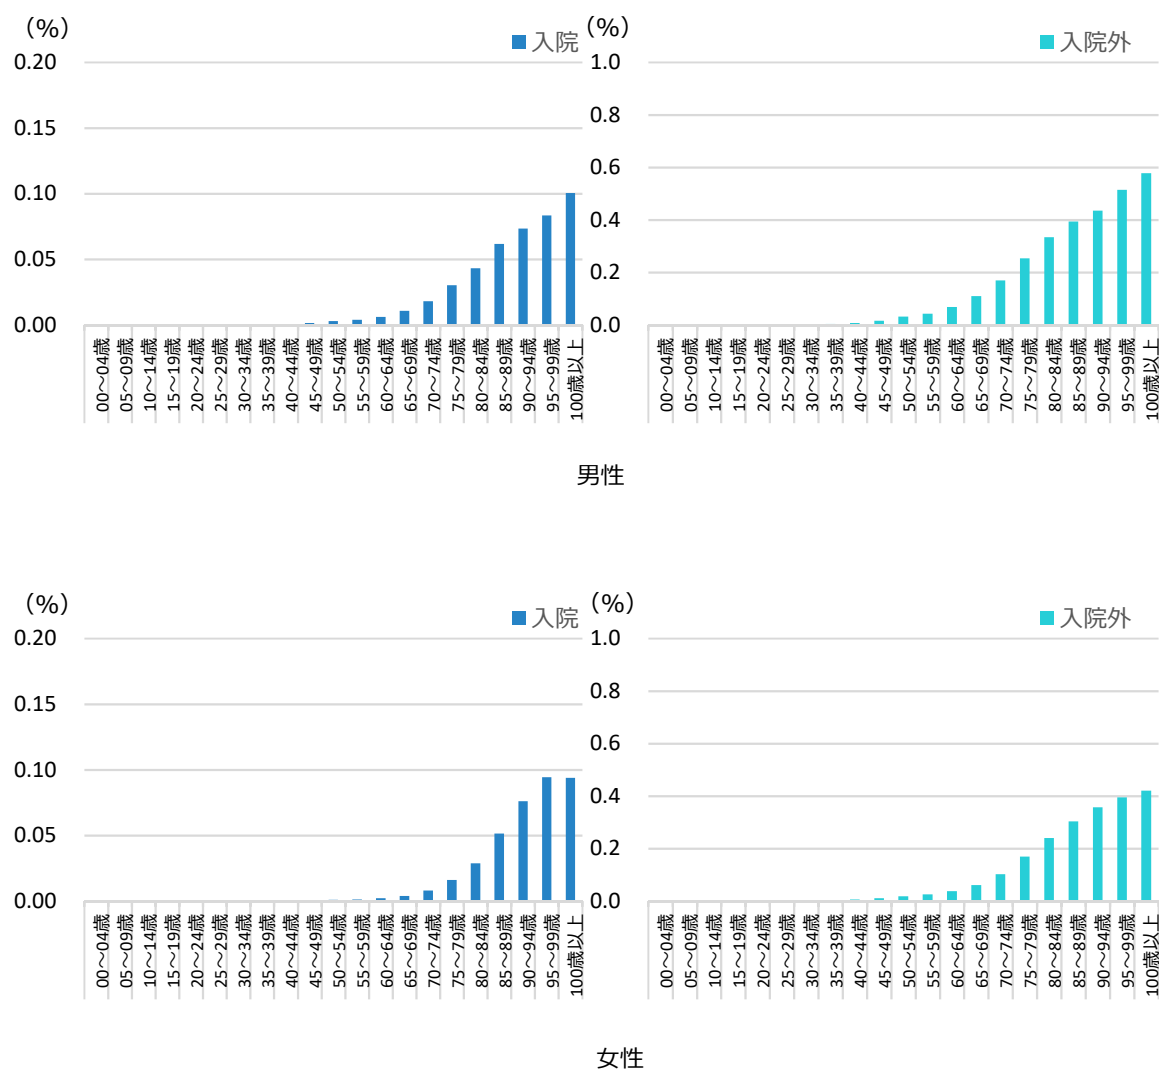 （%）
入院
0.20
0.15
0.10
0.05
0.00
00～04歳
05～09歳
10～14歳
15～19歳
20～24歳
25～29歳
30～34歳
35～39歳
40～44歳
45～49歳
50～54歳
55～59歳
60～64歳
65～69歳
70～74歳
75～79歳
80～84歳
85～89歳
90～94歳
95～99歳
100歳以上
（%）
入院外
1.0
0.8
0.6
0.4
0.2
0.0
00～04歳
05～09歳
10～14歳
15～19歳
20～24歳
25～29歳
30～34歳
35～39歳
40～44歳
45～49歳
50～54歳
55～59歳
60～64歳
65～69歳
70～74歳
75～79歳
80～84歳
85～89歳
90～94歳
95～99歳
100歳以上
男性
（%）
入院
0.20
0.15
0.10
0.05
0.00
00～04歳
05～09歳
10～14歳
15～19歳
20～24歳
25～29歳
30～34歳
35～39歳
40～44歳
45～49歳
50～54歳
55～59歳
60～64歳
65～69歳
70～74歳
75～79歳
80～84歳
85～89歳
90～94歳
95～99歳
100歳以上
（%）
入院外
1.0
0.8
0.6
0.4
0.2
0.0
00～04歳
05～09歳
10～14歳
15～19歳
20～24歳
25～29歳
30～34歳
35～39歳
40～44歳
45～49歳
50～54歳
55～59歳
60～64歳
65～69歳
70～74歳
75～79歳
80～84歳
85～89歳
90～94歳
95～99歳
100歳以上
女性